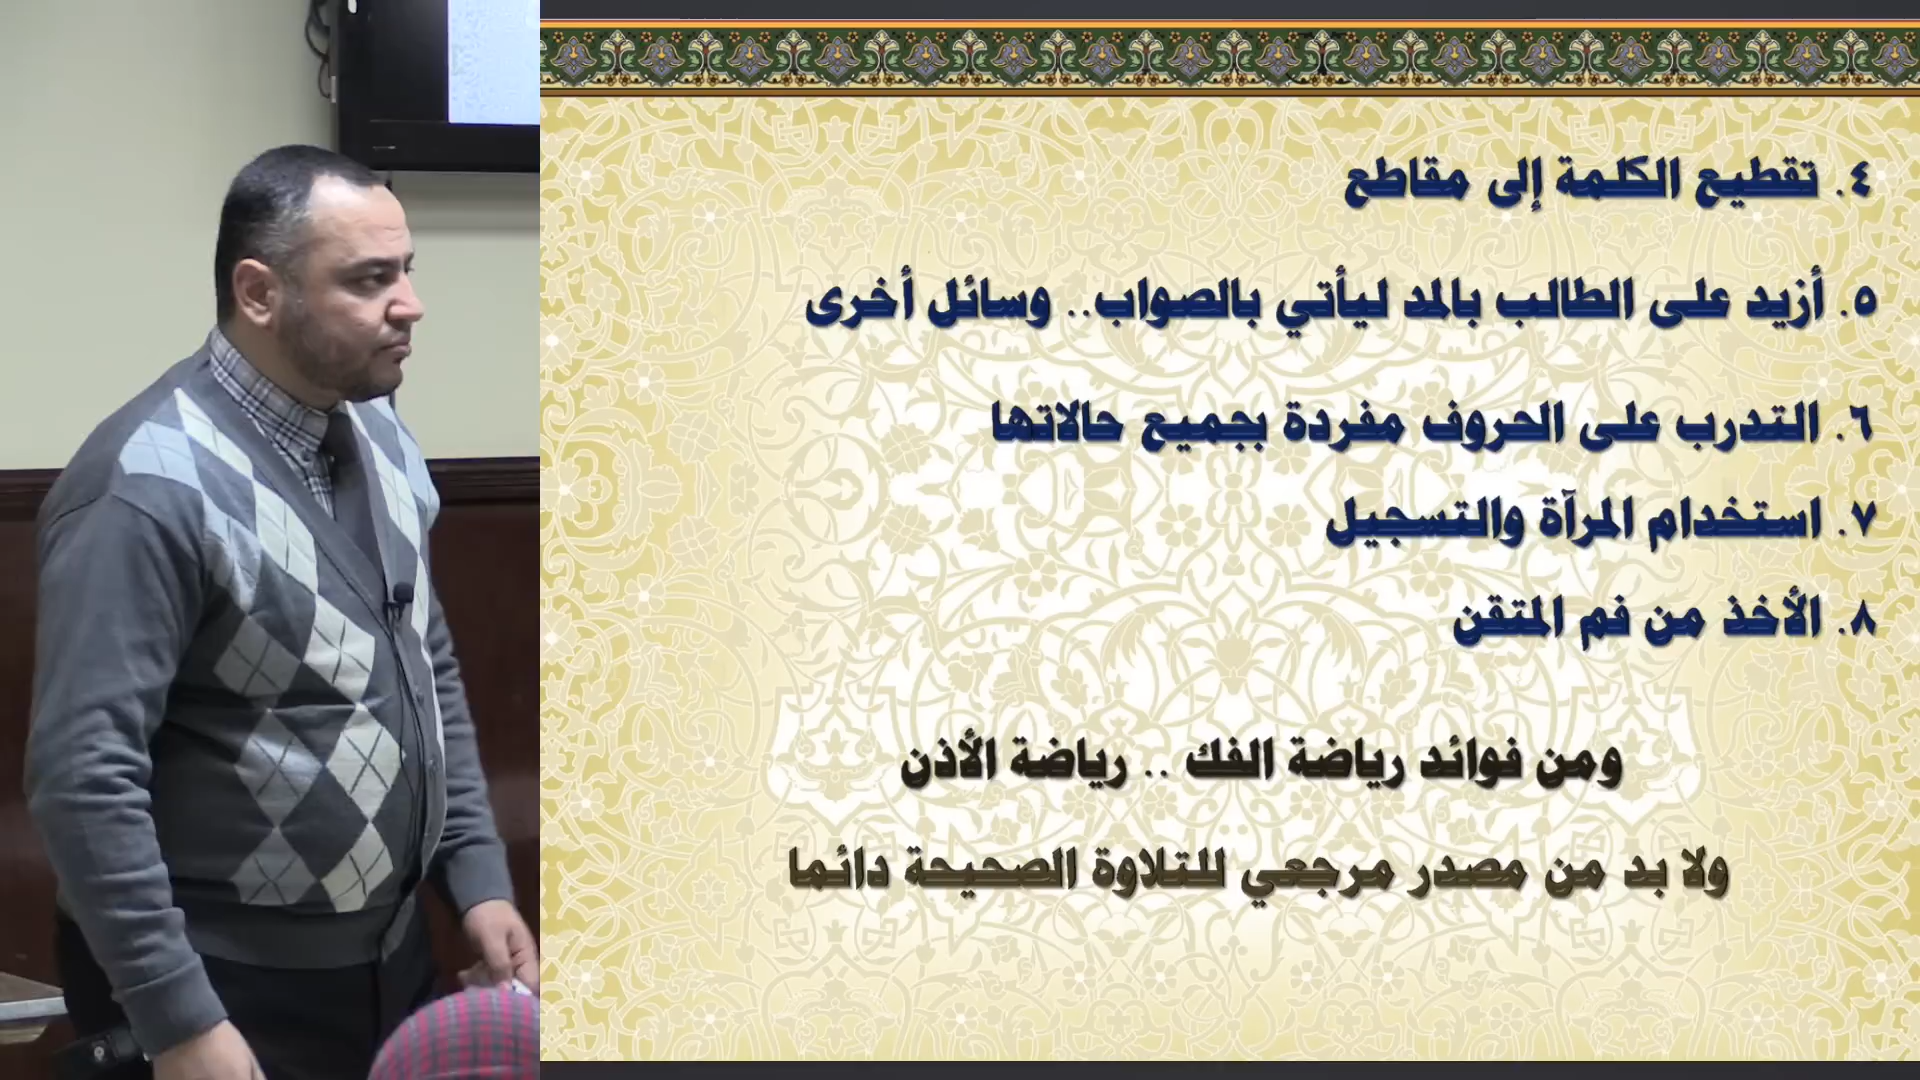 ٤. تقطيع الكلمة إلى مقاطع
٥. أزيد على الطالب بالمد ليأتي بالصواب.. وسائل أخرى
٦. التدرب على الحروف مفردة بجميع حالاتها
٧. استخدام المرآة والتسجيل
٨. الأخذ من فم المتقن
ومن فوائد رياضة الفك .. رياضة الأذن
ولا بد من مصدر مرجعي للتلاوة الصحيحة دائما